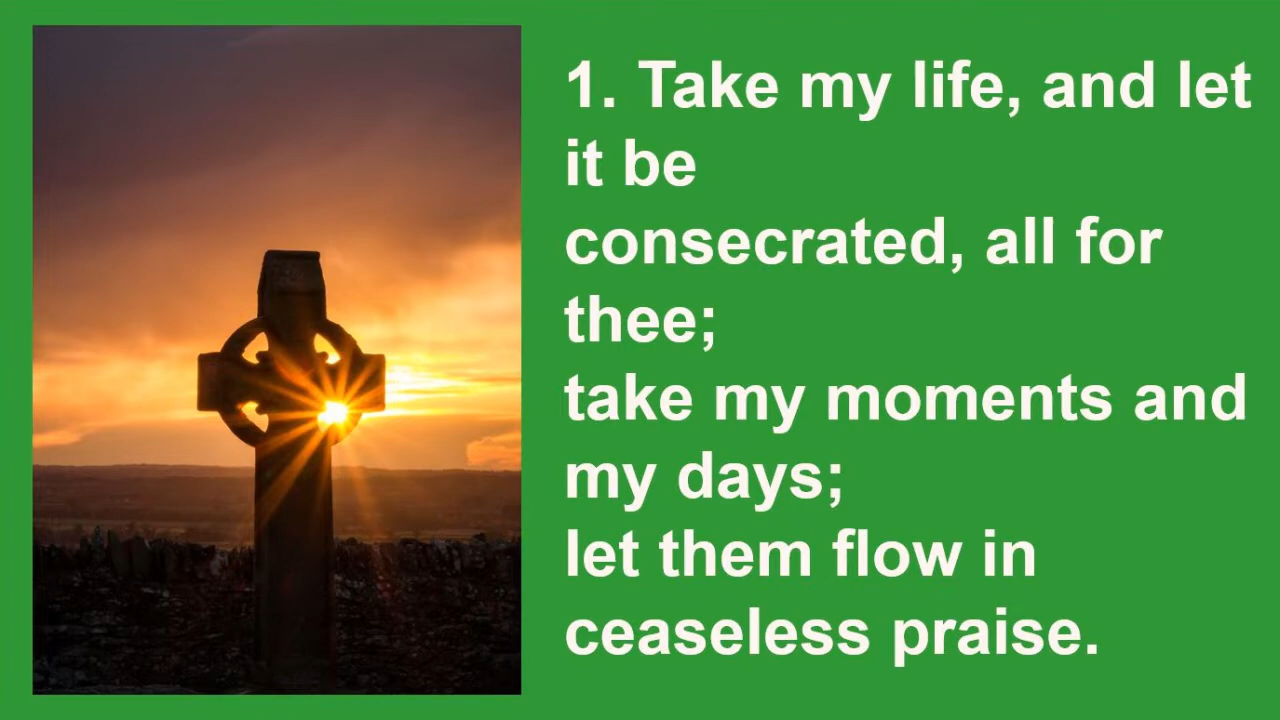 1. Take my life, and let
it be
consecrated, all for
thee;
take my moments and
my days;
let them flow in
ceaseless praise.